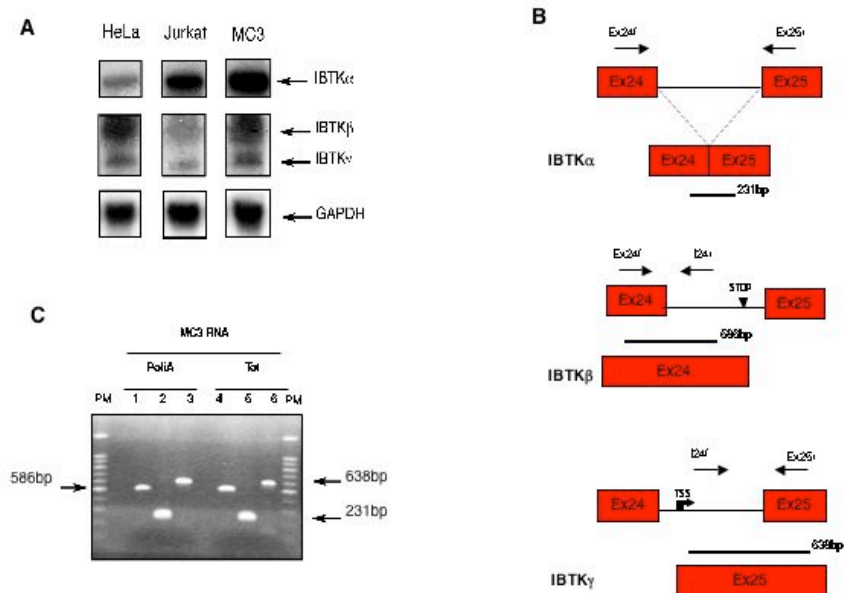 A
HeLa Jurkat MC3
IBTKα
IBTKβ
IBTKγ
GAPDH
B
Ex24f Ex25r
Ex24 Ex25
IBTKα
Ex24 Ex25
231bp
Ex24f I24r
STOP
Ex24 Ex25
IBTKβ
Ex24
I24f Ex25r
TSS
Ex24 Ex25
IBTKγ
Ex25
C
MC3 RNA
PoliA Tot
PM 1 2 3 4 5 6 PM
586bp
638bp
231bp